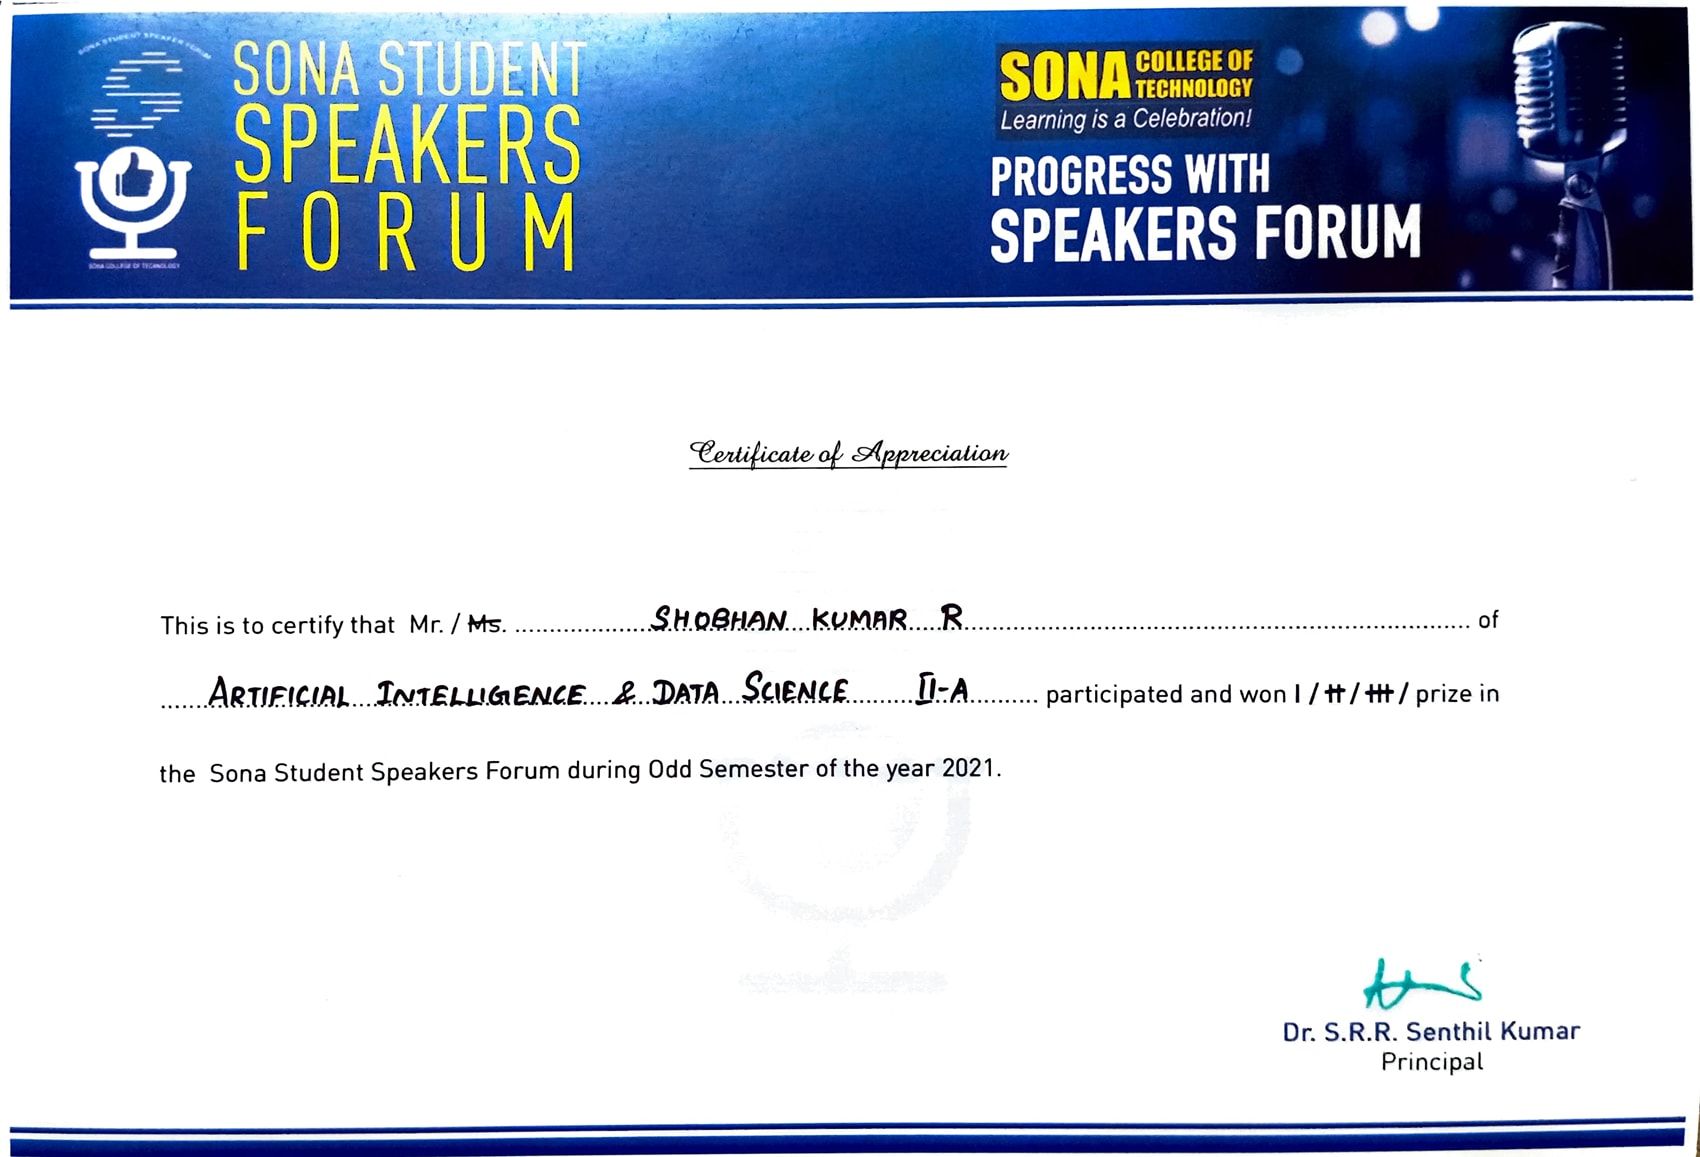 SONA STUDENT SPEAKER FORUM
SONA COLLEGE OF TECHNOLOGY
SONA STUDENT
SPEAKERS
FORUM
SONA COLLEGE OF
TECHNOLOGY
Learning is a Celebration!
PROGRESS WITH
SPEAKERS FORUM
Certificate of Appreciation
This is to certify that Mr. / Ms. SHOBHAN KUMAR R of
ARTIFICIAL INTELLIGENCE & DATA SCIENCE II-A participated and won I / II / III / prize in
the Sona Student Speakers Forum during Odd Semester of the year 2021.
Dr. S.R.R. Senthil Kumar
Principal